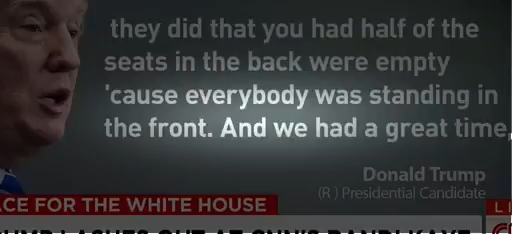 they did that you had half of the
seats in the back were empty
'cause everybody was standing in
the front. And we had a great time,
Donald Trump
(R) Presidential Candidate
ACE FOR THE WHITE HOUSE
LI